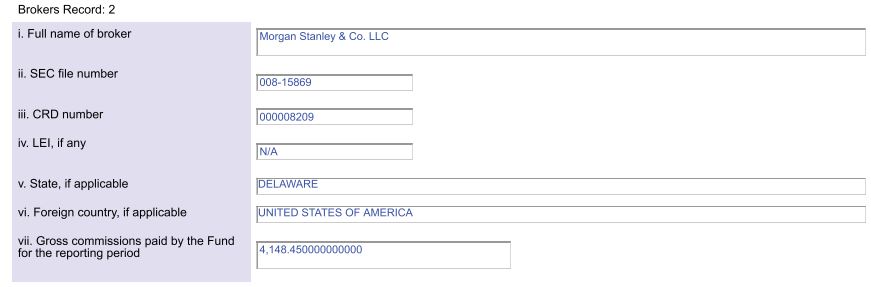 Brokers Record: 2
i. Full name of broker
Morgan Stanley & Co. LLC
ii. SEC file number
008-15869
iii. CRD number
000008209
iv. LEI, if any
N/A
v. State, if applicable
DELAWARE
vi. Foreign country, if applicable
UNITED STATES OF AMERICA
vii. Gross commissions paid by the Fund
for the reporting period
4,148.450000000000